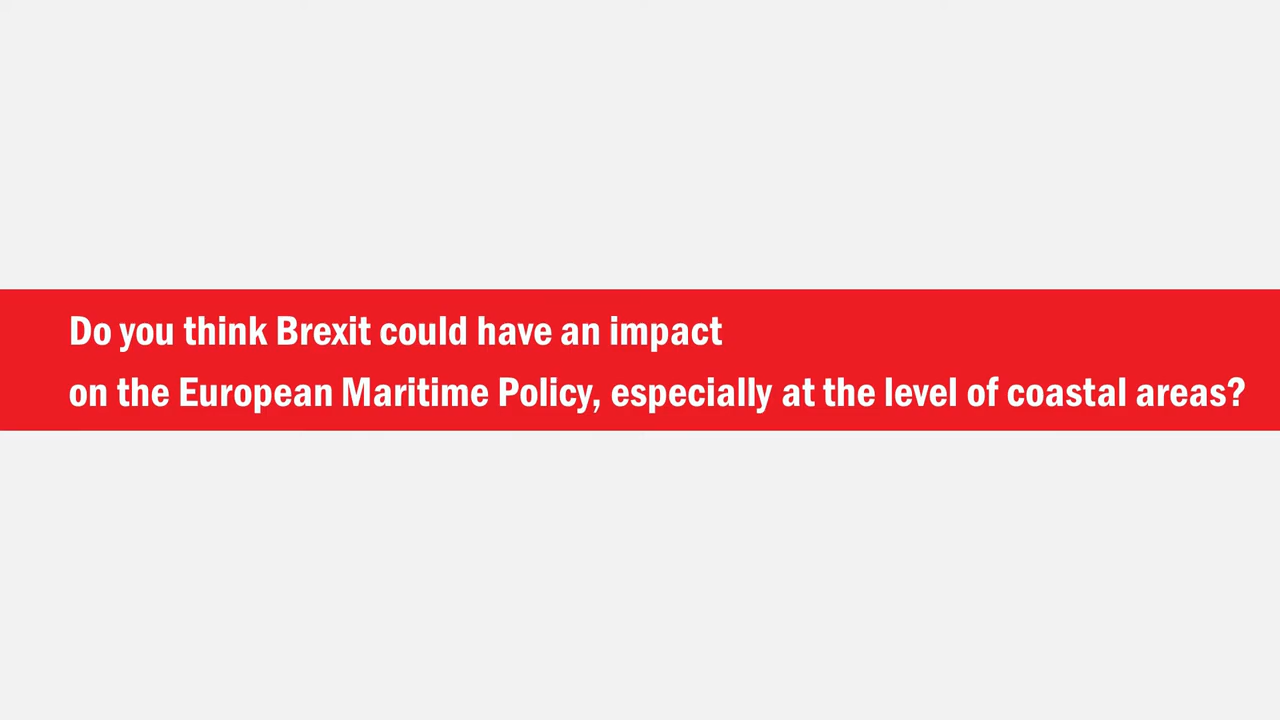 Do you think Brexit could have an impact
on the European Maritime Policy, especially at the level of coastal areas?